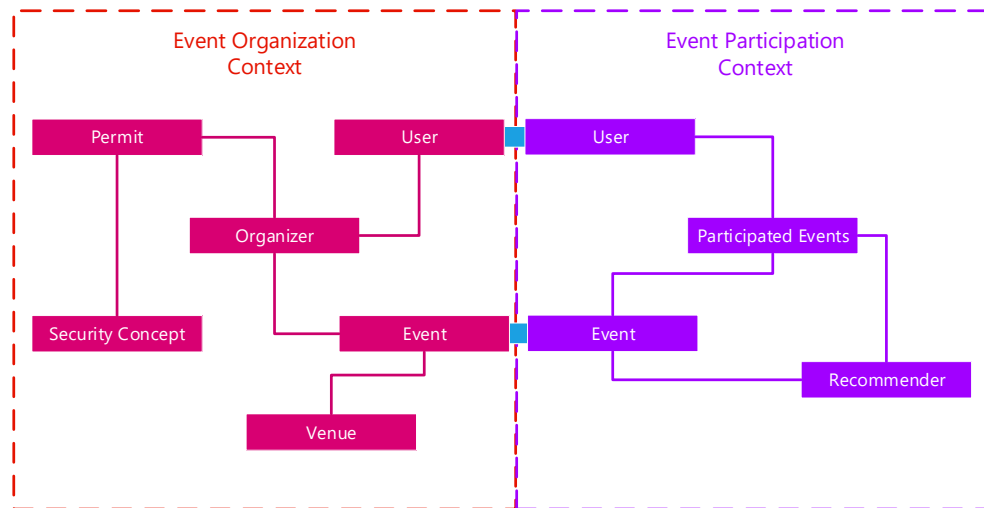 Event Organization
Context
Event Participation
Context
Permit
User
User
Organizer
Participated Events
Security Concept
Event
Event
Recommender
Venue